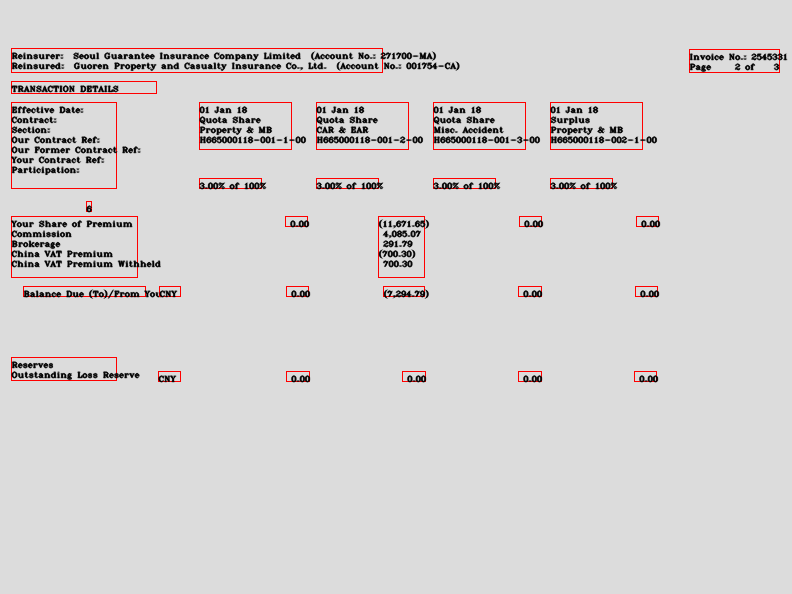 Reinsurer: Seoul Guarantee Insurance Company Limited (Account No.: 271700-MA)
Invoice No.: 2545331
Reinsured: Guoren Property and Casualty Insurance Co., Ltd. (Account No.: 001754-CA)
Page 2 of 3
TRANSACTION DETAILS
Effective Date: 01 Jan 18 01 Jan 18 01 Jan 18 01 Jan 18
Contract: Quota Share Quota Share Quota Share Surplus
Section: Property & MB CAR & EAR Misc. Accident Property & MB
Our Contract Ref: H665000118-001-1-00 H665000118-001-2-00 H665000118-001-3-00 H665000118-002-1-00
Our Former Contract Ref:
Your Contract Ref:
Participation:
3.00% of 100% 3.00% of 100% 3.00% of 100% 3.00% of 100%
Your Share of Premium 0.00 (11,671.65) 0.00 0.00
Commission 4,085.07
Brokerage 291.79
China VAT Premium (700.30)
China VAT Premium Withheld 700.30
Balance Due (To)/From You CNY 0.00 (7,294.79) 0.00 0.00
Reserves
Outstanding Loss Reserve CNY 0.00 0.00 0.00 0.00